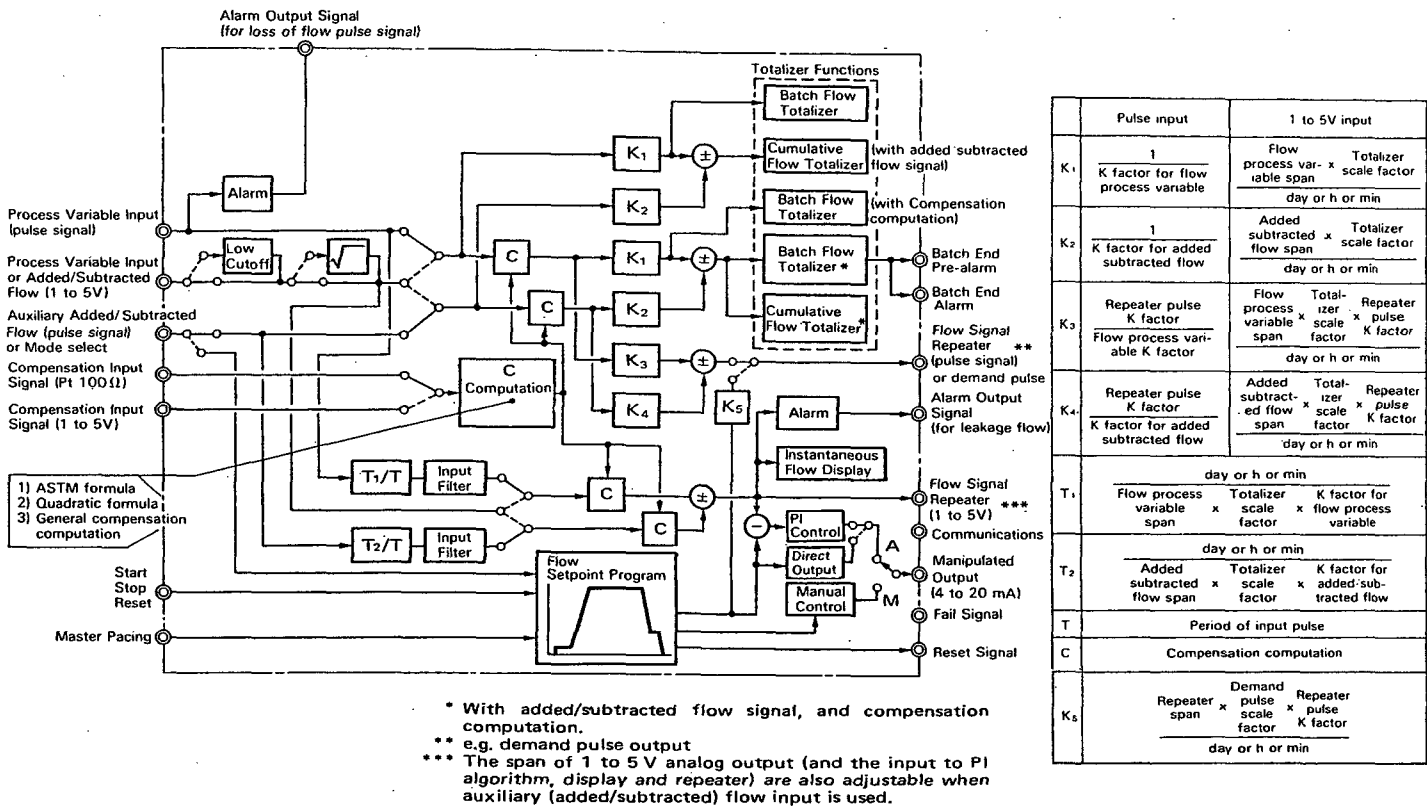 Alarm Output Signal
(for loss of flow pulse signal)
Alarm
Process Variable Input
(pulse signal)
Process Variable Input
or Added/Subtracted
Flow (1 to 5V)
Auxiliary Added/Subtracted
Flow (pulse signal)
or Mode select
Compensation Input
Signal (Pt 100Ω)
Compensation Input
Signal (1 to 5V)
1) ASTM formula
2) Quadratic formula
3) General compensation
computation
Start
Stop
Reset
Master Pacing
Low
Cutoff
√
C
Computation
C
C
K₁
K₂
K₁
K₂
K₃
K₄
K₅
±
±
±
T₁/T
Input
Filter
T₂/T
Input
Filter
C
C
±
Flow
Setpoint Program
Totalizer Functions
Batch Flow
Totalizer
Cumulative
Flow Totalizer
(with added subtracted
flow signal)
Batch Flow
Totalizer
(with Compensation
computation)
Batch Flow
Totalizer *
Cumulative
Flow Totalizer *
Alarm
Instantaneous
Flow Display
−
PI
Control
Direct
Output
Manual
Control
A
M
Batch End
Pre-alarm
Batch End
Alarm
Flow Signal
Repeater **
(pulse signal)
or demand pulse
Alarm Output
Signal
(for leakage flow)
Flow Signal
Repeater ***
(1 to 5V)
Communications
Manipulated
Output
(4 to 20 mA)
Fail Signal
Reset Signal
* With added/subtracted flow signal, and compensation
computation.
** e.g. demand pulse output
*** The span of 1 to 5 V analog output (and the input to PI
algorithm, display and repeater) are also adjustable when
auxiliary (added/subtracted) flow input is used.
Pulse input
1 to 5V input
K₁
1
K factor for flow
process variable
Flow
process var- x Totalizer
iable span scale factor
day or h or min
K₂
1
K factor for added
subtracted flow
Added
subtracted x Totalizer
flow span scale factor
day or h or min
K₃
Repeater pulse
K factor
Flow process vari-
able K factor
Flow Total- Repeater
process izer
variable x scale x pulse
span factor K factor
day or h or min
K₄
Repeater pulse
K factor
K factor for added
subtracted flow
Added Total- Repeater
subtract- izer
ed flow x scale x pulse
span factor K factor
day or h or min
T₁
day or h or min
Flow process Totalizer K factor for
variable x scale x flow process
span factor variable
T₂
day or h or min
Added Totalizer K factor for
subtracted x scale x added sub-
flow span factor tracted flow
T
Period of input pulse
C
Compensation computation
K₅
Demand
Repeater pulse Repeater
span x scale x pulse
factor K factor
day or h or min